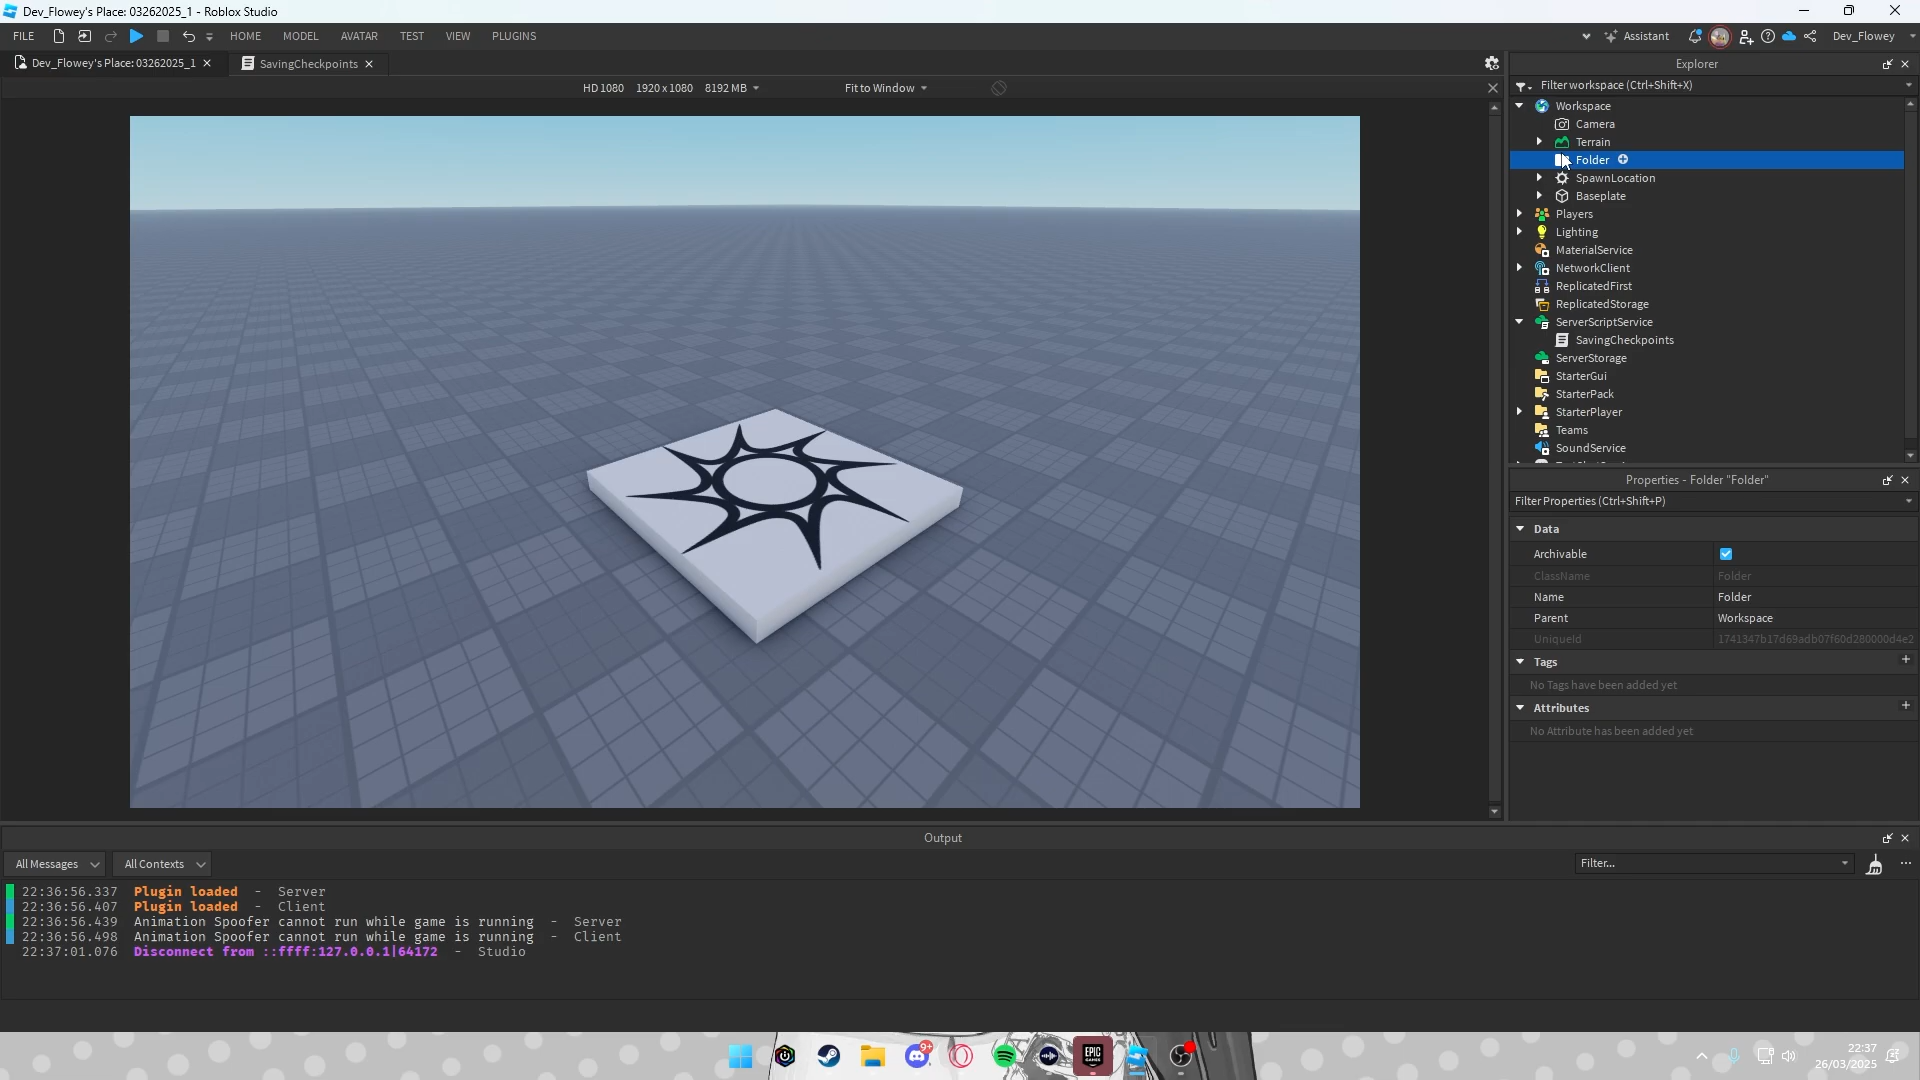 Dev_Flowey's Place: 03262025_1 - Roblox Studio
FILE HOME MODEL AVATAR TEST VIEW PLUGINS Assistant Dev_Flowey
Dev_Flowey's Place: 03262025_1 SavingCheckpoints
HD 1080 1920 x 1080 8192 MB Fit to Window
Explorer
Filter workspace (Ctrl+Shift+X)
Workspace
Camera
Terrain
Folder
SpawnLocation
Baseplate
Players
Lighting
MaterialService
NetworkClient
ReplicatedFirst
ReplicatedStorage
ServerScriptService
SavingCheckpoints
ServerStorage
StarterGui
StarterPack
StarterPlayer
Teams
SoundService
Properties - Folder "Folder"
Filter Properties (Ctrl+Shift+P)
Data
Archivable
ClassName Folder
Name Folder
Parent Workspace
UniqueId 1741347b17d69adb07f60d280000d4e2
Tags
No Tags have been added yet
Attributes
No Attribute has been added yet
Output
All Messages All Contexts Filter...
22:36:56.337 Plugin loaded - Server
22:36:56.407 Plugin loaded - Client
22:36:56.439 Animation Spoofer cannot run while game is running - Server
22:36:56.498 Animation Spoofer cannot run while game is running - Client
22:37:01.076 Disconnect from ::ffff:127.0.0.1|64172 - Studio
9+
EPIC
GAMES
22:37
26/03/2025